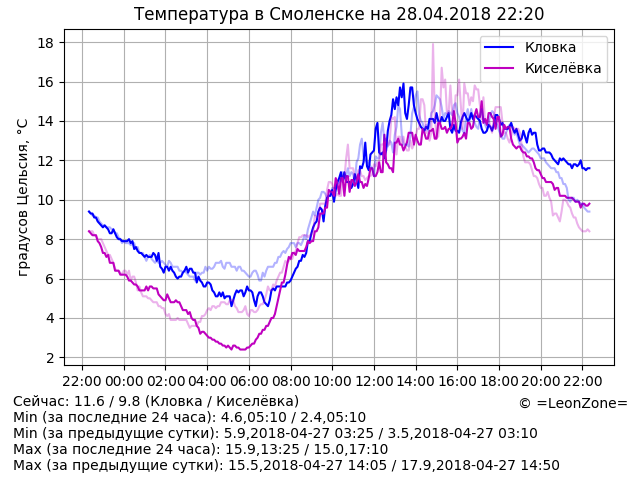 Температура в Смоленске на 28.04.2018 22:20
Кловка
Киселёвка
градусов Цельсия, °C
18
16
14
12
10
8
6
4
2
22:00 00:00 02:00 04:00 06:00 08:00 10:00 12:00 14:00 16:00 18:00 20:00 22:00
Сейчас: 11.6 / 9.8 (Кловка / Киселёвка)
© =LeonZone=
Min (за последние 24 часа): 4.6,05:10 / 2.4,05:10
Min (за предыдущие сутки): 5.9,2018-04-27 03:25 / 3.5,2018-04-27 03:10
Max (за последние 24 часа): 15.9,13:25 / 15.0,17:10
Max (за предыдущие сутки): 15.5,2018-04-27 14:05 / 17.9,2018-04-27 14:50